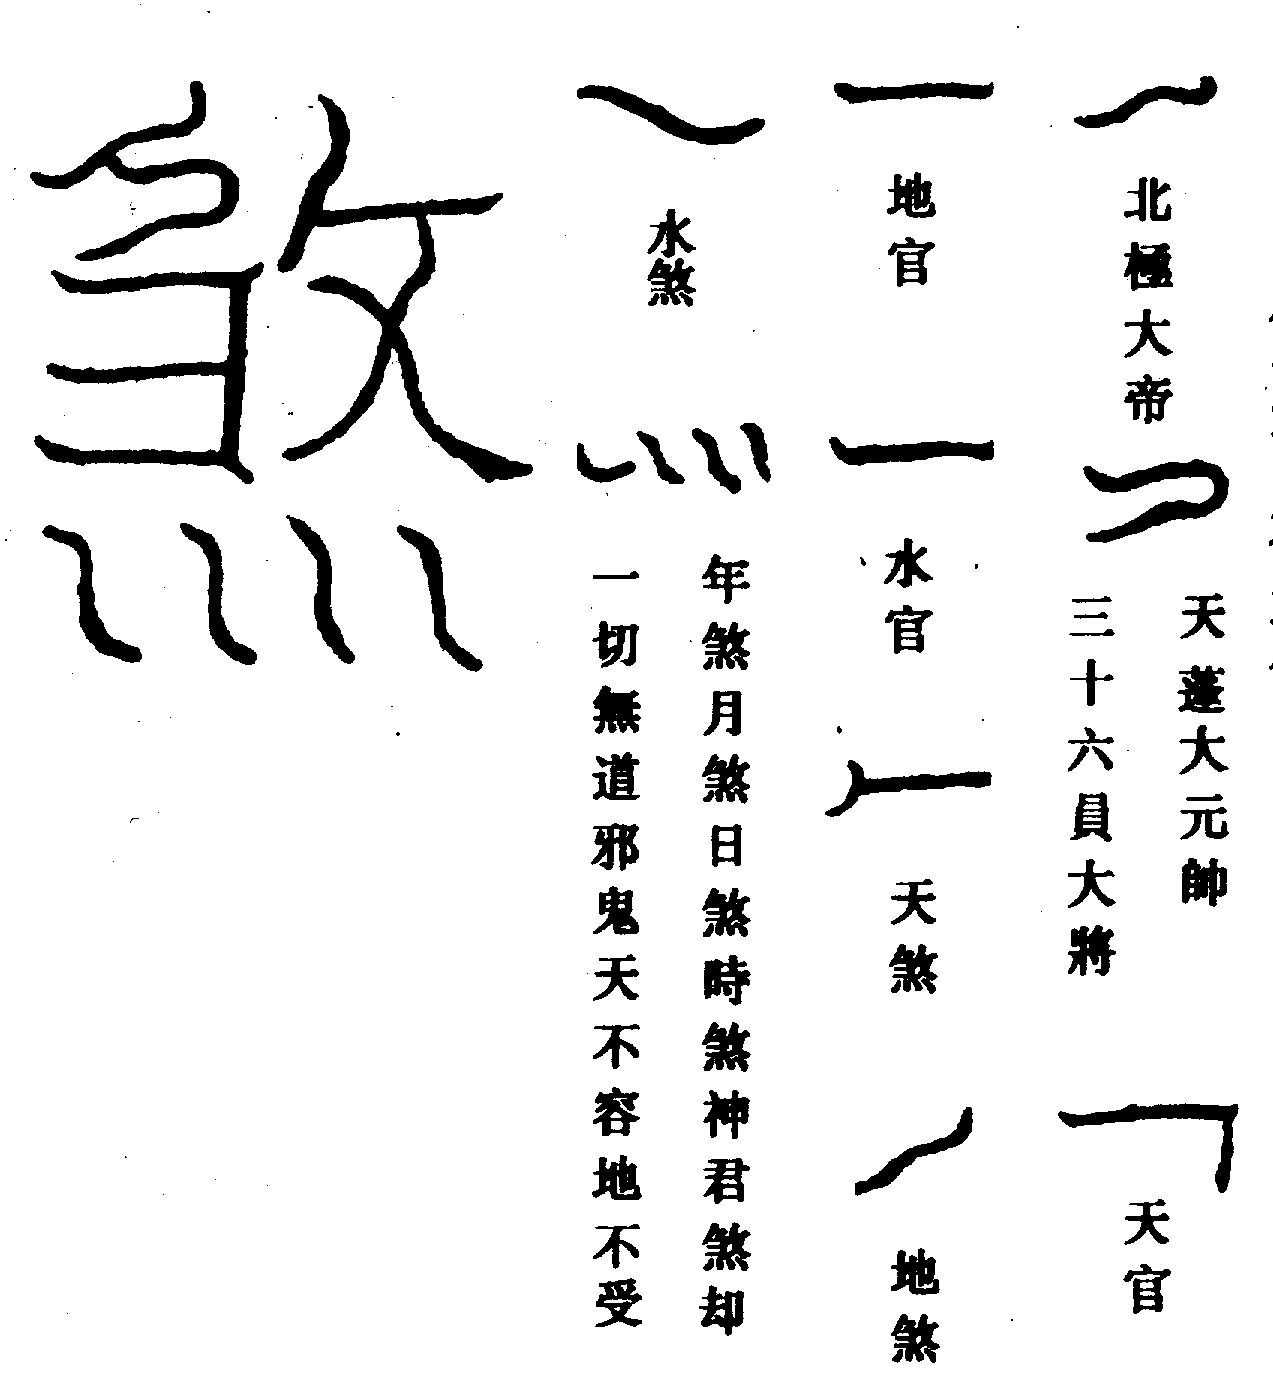 北極大帝
天蓬大元帥
三十六員大將
天官
地官
水官
天煞
地煞
水煞
年煞月煞日煞時煞神君煞却
一切無道邪鬼天不容地不受
煞